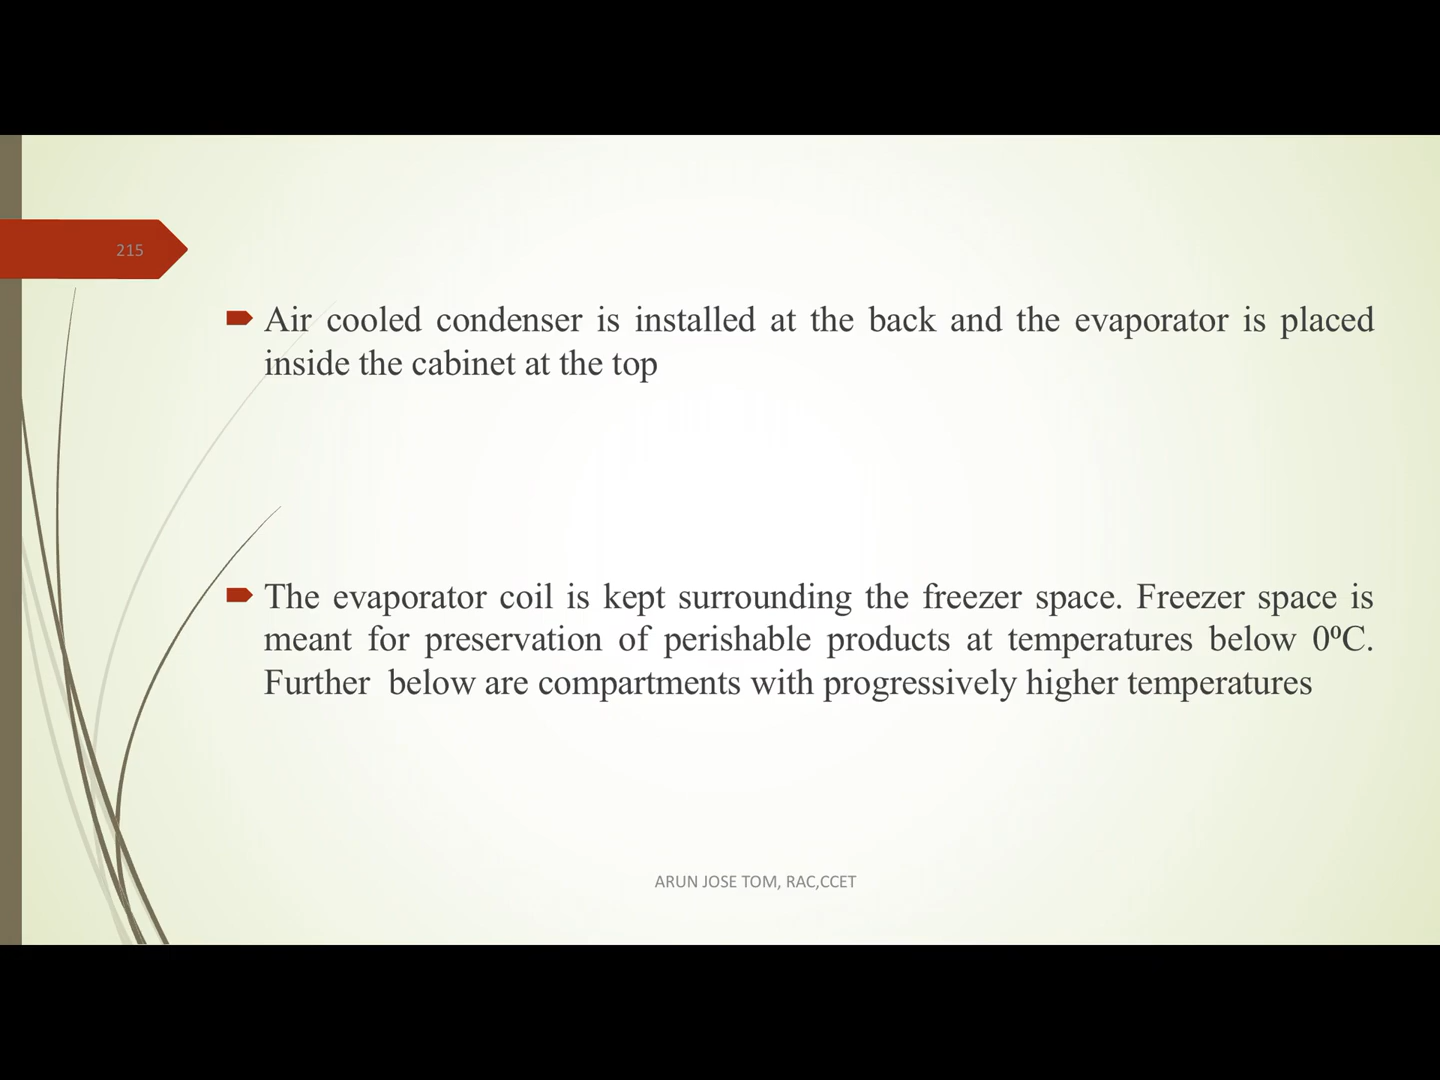 215
Air cooled condenser is installed at the back and the evaporator is placed
inside the cabinet at the top
The evaporator coil is kept surrounding the freezer space. Freezer space is
meant for preservation of perishable products at temperatures below 0⁰C.
Further  below are compartments with progressively higher temperatures
ARUN JOSE TOM, RAC,CCET